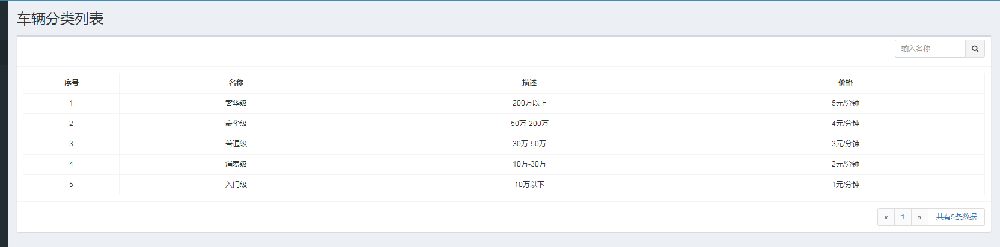 车辆分类列表
输入名称
序号 名称 描述 价格
1 奢华级 200万以上 5元/分钟
2 豪华级 50万-200万 4元/分钟
3 普通级 30万-50万 3元/分钟
4 消费级 10万-30万 2元/分钟
5 入门级 10万以下 1元/分钟
« 1 » 共有5条数据